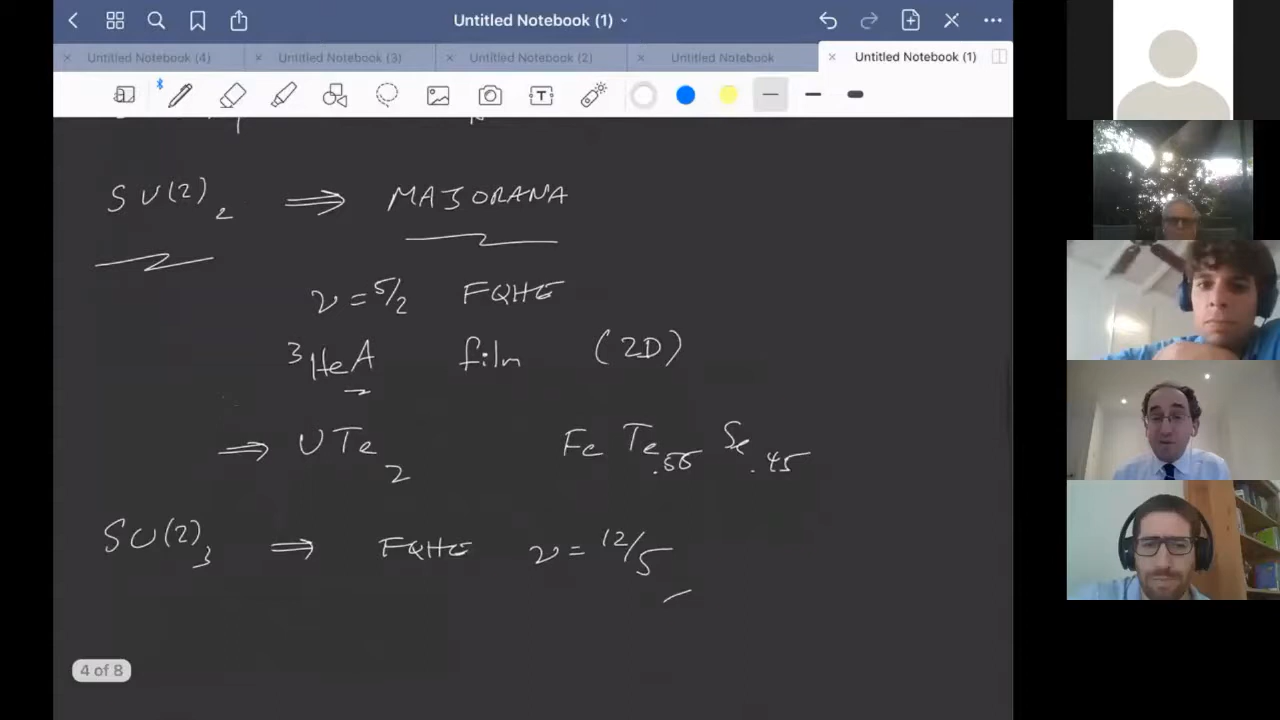 Untitled Notebook (1)
Untitled Notebook (4) Untitled Notebook (3) Untitled Notebook (2) Untitled Notebook Untitled Notebook (1)
T
SU(2)₂ ⟹ MAJORANA
ν = 5/2 FQHE
³HeA film (2D)
⟹ UTe₂ FeTe.55 Se.45
SU(2)₃ ⟹ FQHE ν = 12/5
4 of 8